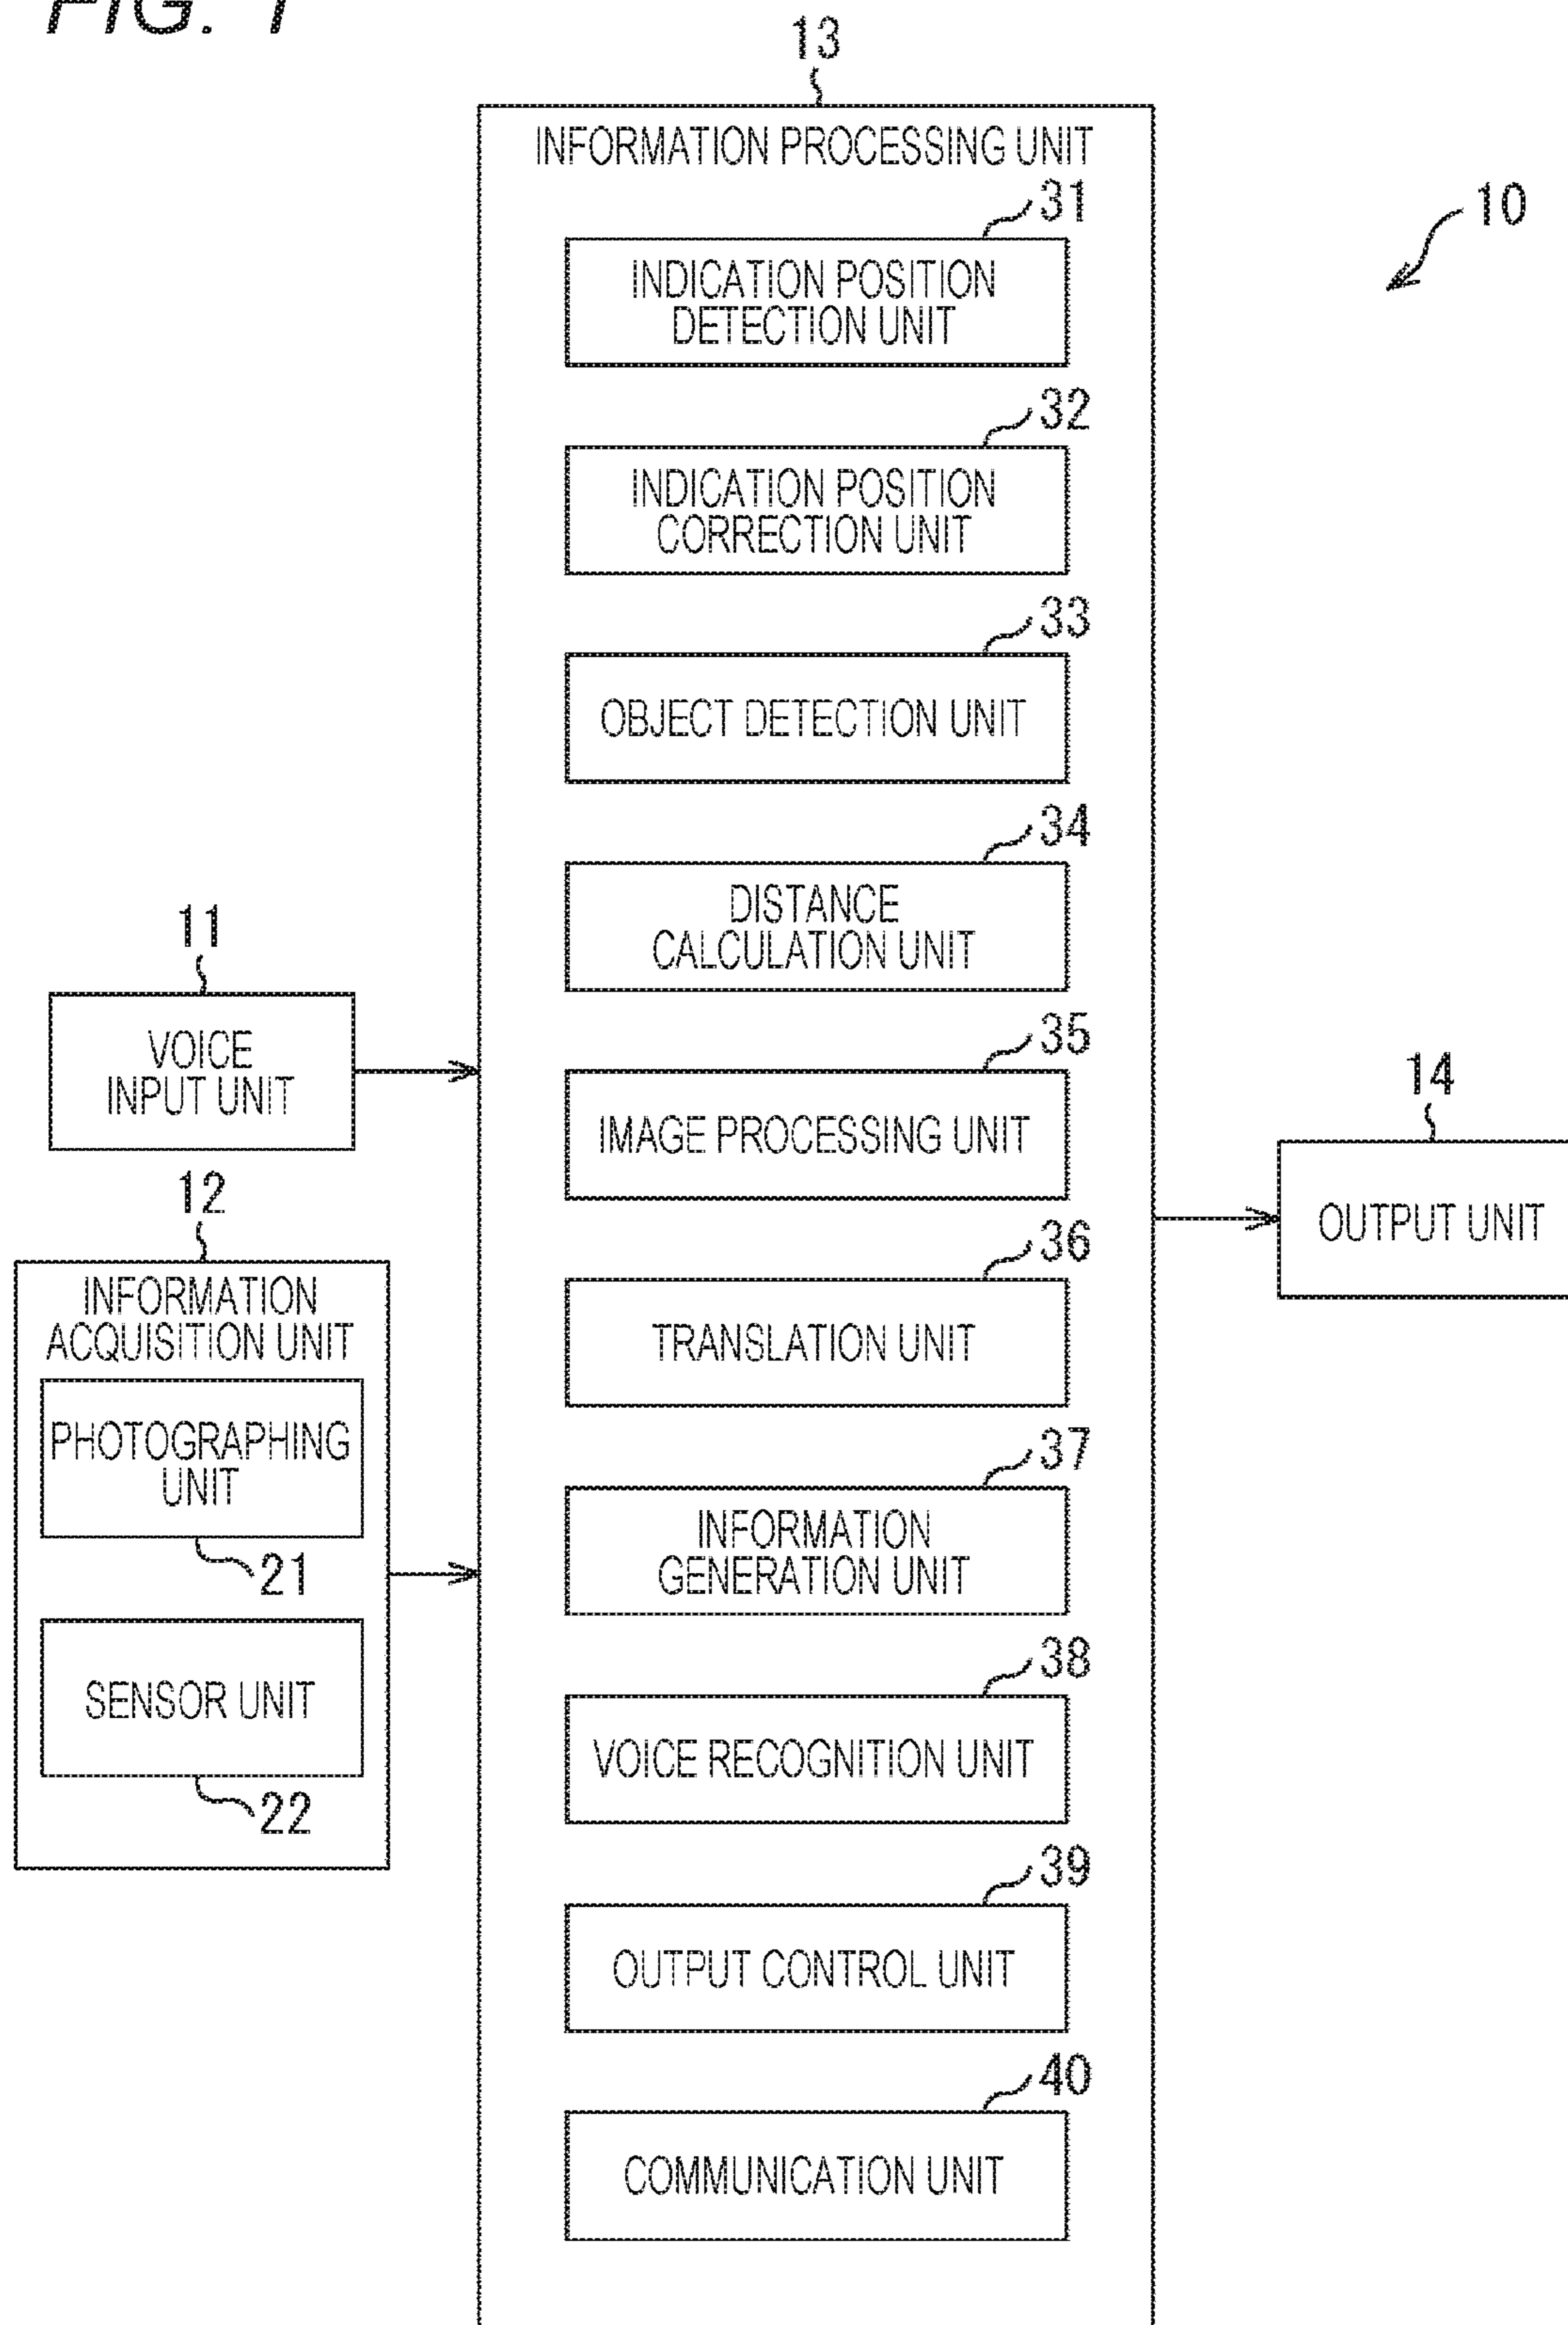 FIG. 1
13
INFORMATION PROCESSING UNIT
10
31
INDICATION POSITION
DETECTION UNIT
32
INDICATION POSITION
CORRECTION UNIT
33
OBJECT DETECTION UNIT
34
DISTANCE
CALCULATION UNIT
11
VOICE
INPUT UNIT
35
IMAGE PROCESSING UNIT
14
OUTPUT UNIT
12
INFORMATION
ACQUISITION UNIT
PHOTOGRAPHING
UNIT
21
SENSOR UNIT
22
36
TRANSLATION UNIT
37
INFORMATION
GENERATION UNIT
38
VOICE RECOGNITION UNIT
39
OUTPUT CONTROL UNIT
40
COMMUNICATION UNIT